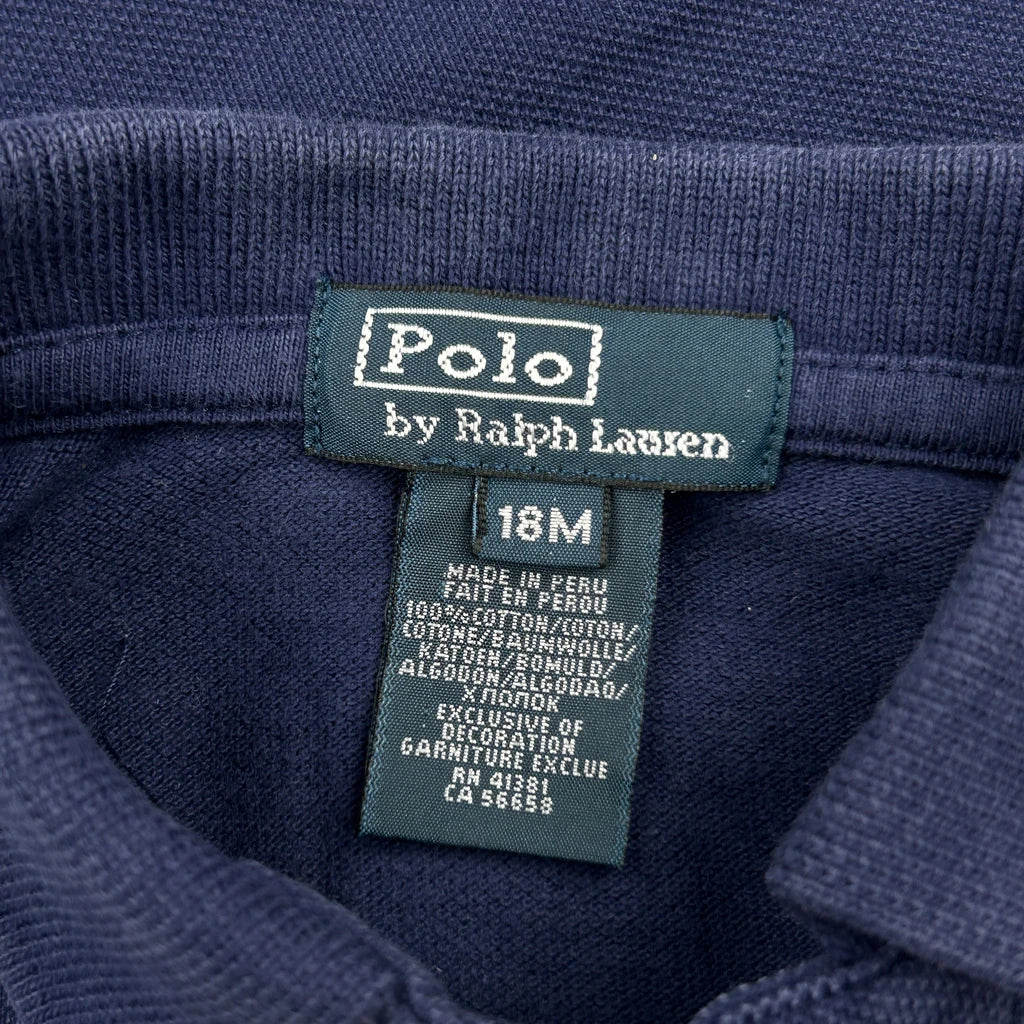 Polo
by Ralph Lauren
18M
MADE IN PERU
FAIT EN PEROU
100%COTTON/COTON/
COTONE/BAUMWOLLE/
KATOEN/BOMULD/
ALGODON/ALGODAO/
ХЛОПОК
EXCLUSIVE OF
DECORATION
GARNITURE EXCLUE
RN 41381
CA 56658